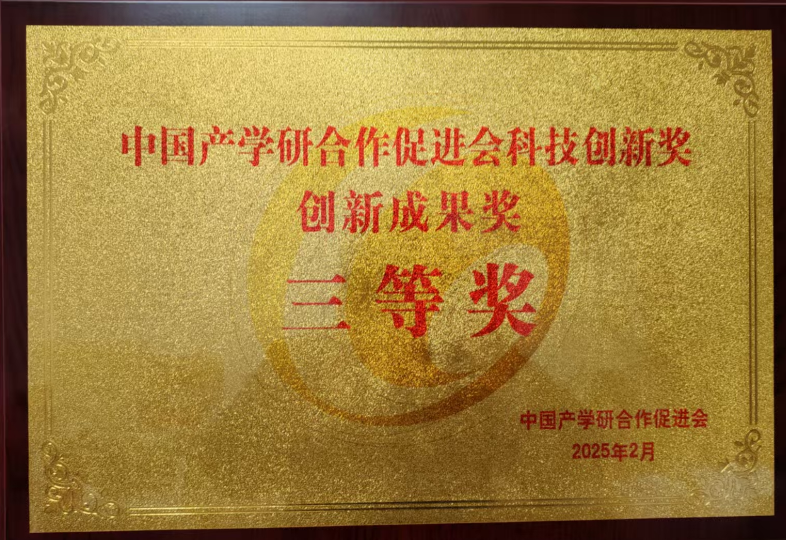 中国产学研合作促进会科技创新奖
创新成果奖
三等奖
中国产学研合作促进会
2025年2月